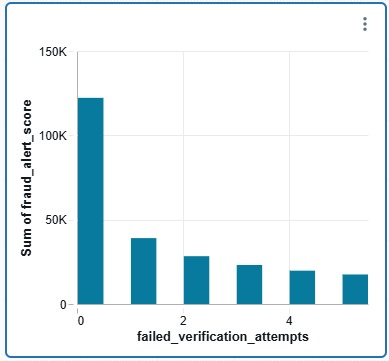 150K
100K
50K
0
Sum of fraud_alert_score
0 2 4
failed_verification_attempts